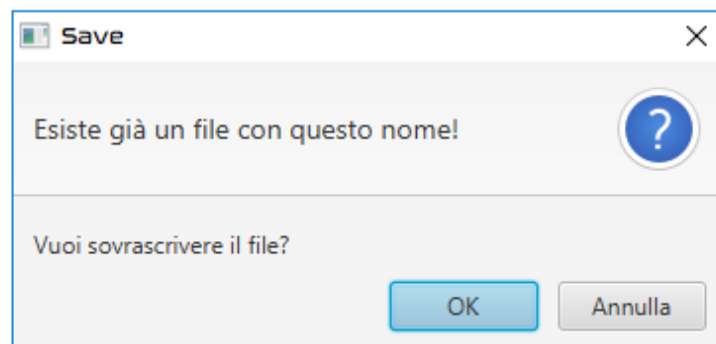 Save
Esiste già un file con questo nome!
?
Vuoi sovrascrivere il file?
OK Annulla